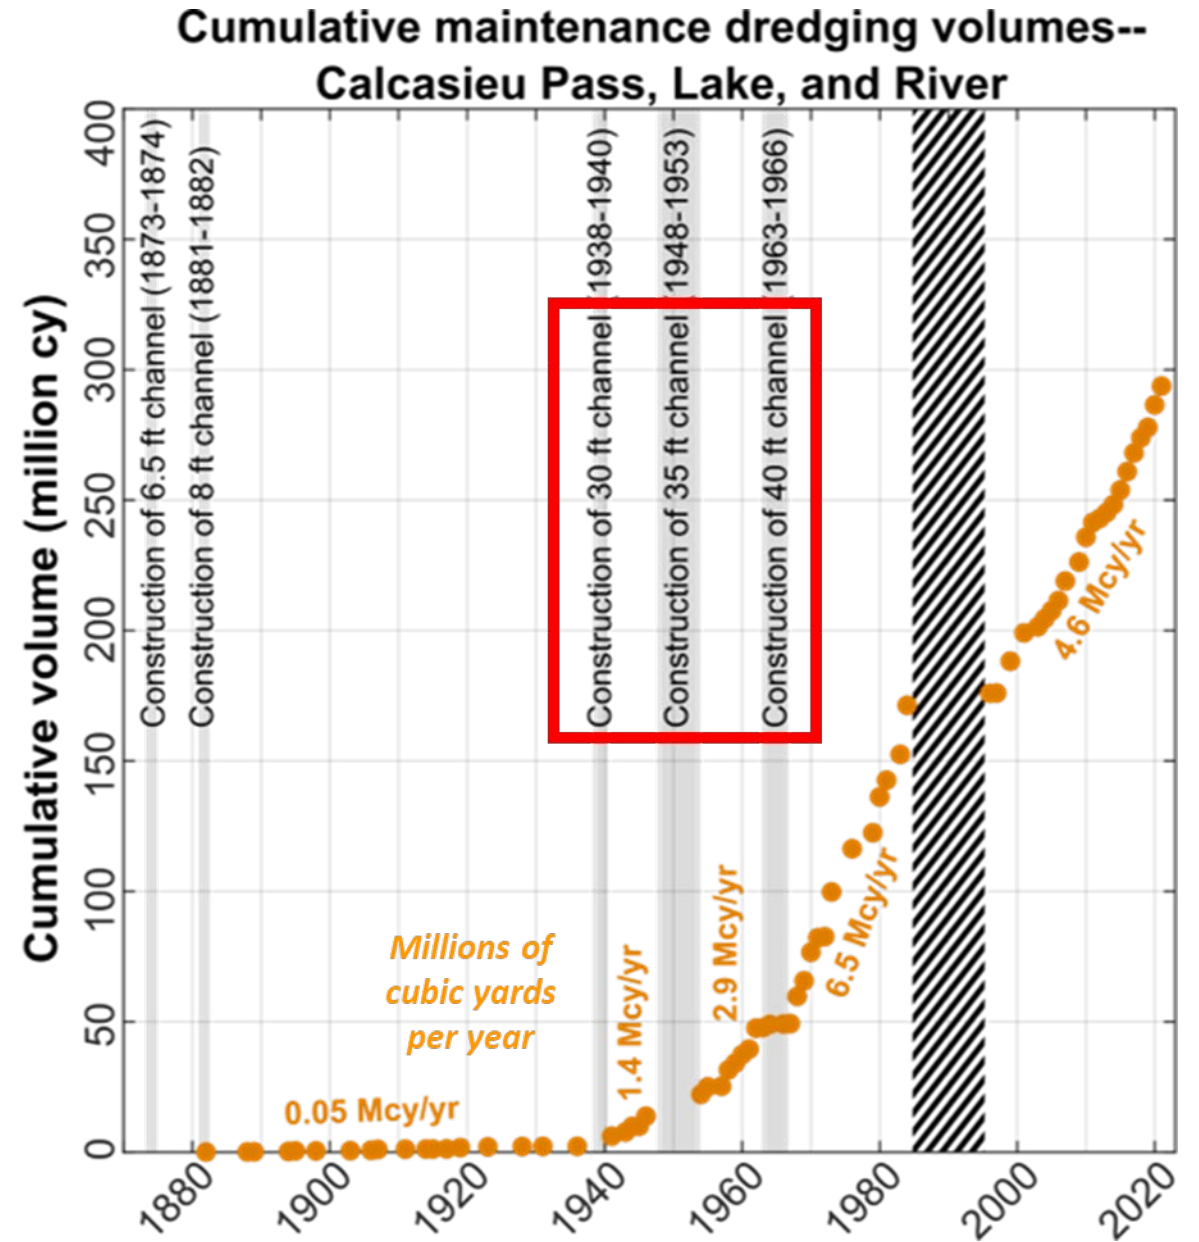 Cumulative maintenance dredging volumes--
Calcasieu Pass, Lake, and River
Cumulative volume (million cy)
400
350
300
250
200
150
100
50
0
Construction of 6.5 ft channel (1873-1874)
Construction of 8 ft channel (1881-1882)
Construction of 30 ft channel (1938-1940)
Construction of 35 ft channel (1948-1953)
Construction of 40 ft channel (1963-1966)
Millions of
cubic yards
per year
0.05 Mcy/yr
1.4 Mcy/yr
2.9 Mcy/yr
6.5 Mcy/yr
4.6 Mcy/yr
1880
1900
1920
1940
1960
1980
2000
2020